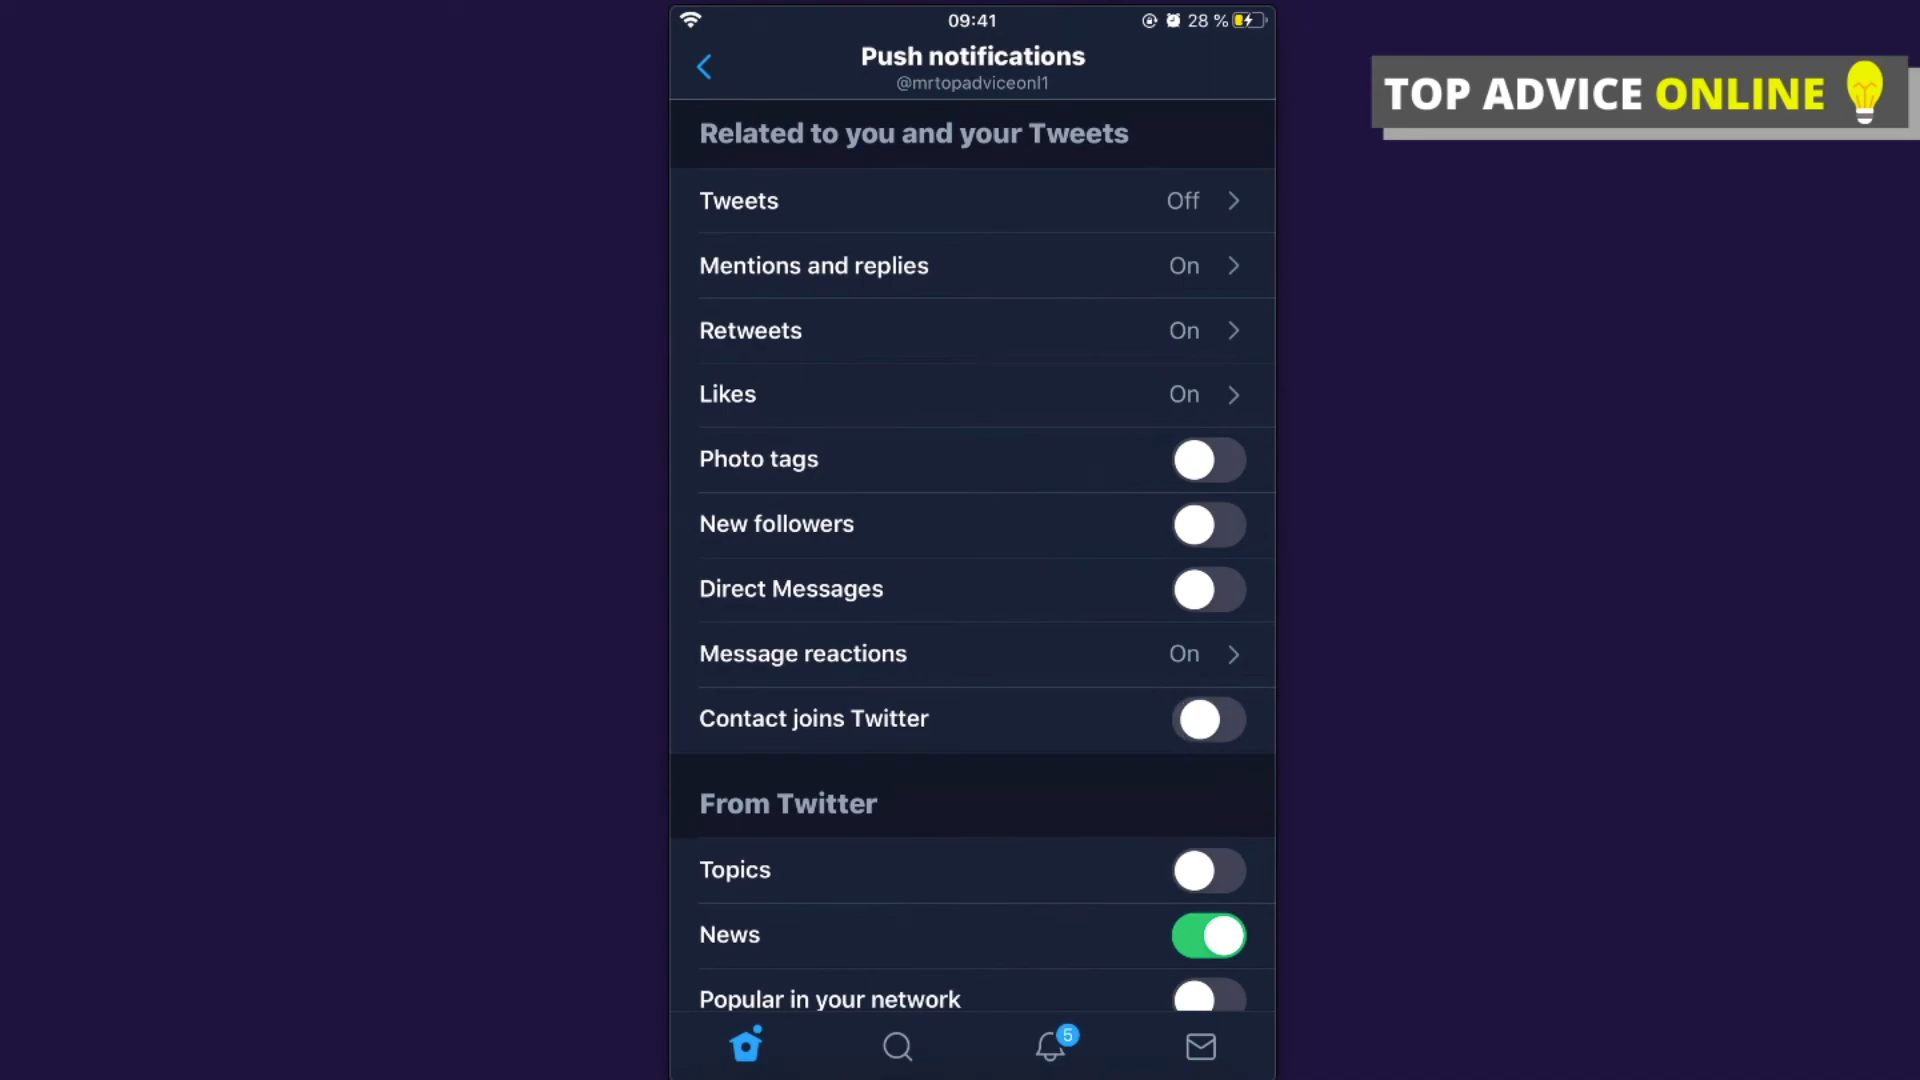 09:41
28 %
Push notifications
@mrtopadviceonl1
TOP ADVICE ONLINE
Related to you and your Tweets
Tweets Off
Mentions and replies On
Retweets On
Likes On
Photo tags
New followers
Direct Messages
Message reactions On
Contact joins Twitter
From Twitter
Topics
News
Popular in your network
5